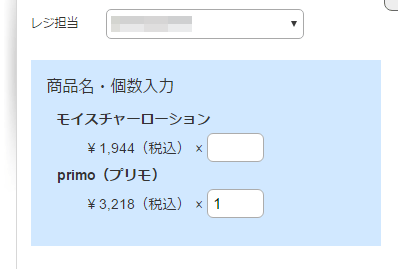 レジ担当
商品名・個数入力
モイスチャーローション
¥ 1,944（税込） ×
primo（プリモ）
¥ 3,218（税込） × 1